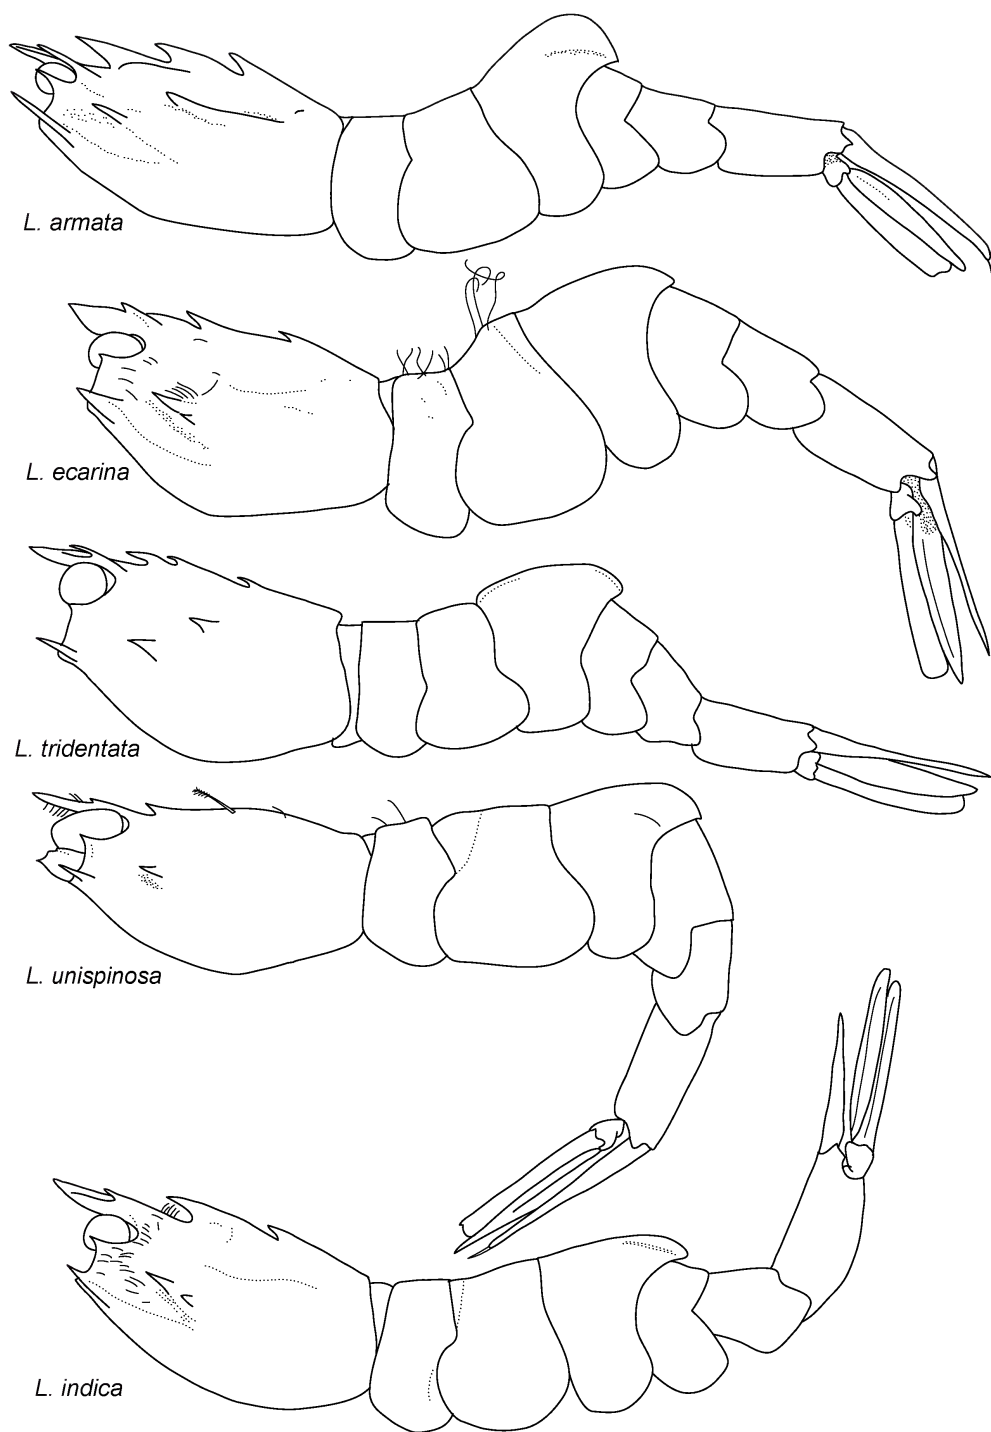 L. armata
L. ecarina
L. tridentata
L. unispinosa
L. indica